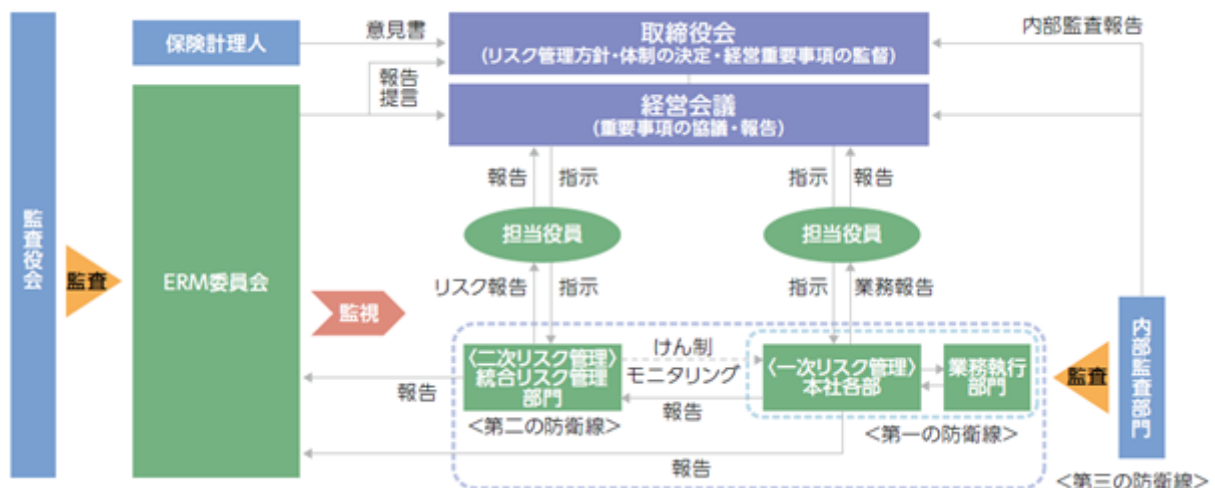 保険計理人
意見書
取締役会
(リスク管理方針・体制の決定・経営重要事項の監督)
内部監査報告
報告
提言
経営会議
(重要事項の協議・報告)
報告
指示
指示
報告
監査役会
監査
ERM委員会
担当役員
担当役員
リスク報告
指示
指示
業務報告
監視
〈二次リスク管理〉
統合リスク管理
部門
けん制
モニタリング
報告
〈一次リスク管理〉
本社各部
業務執行
部門
監査
内部監査部門
報告
<第二の防衛線>
<第一の防衛線>
報告
<第三の防衛線>